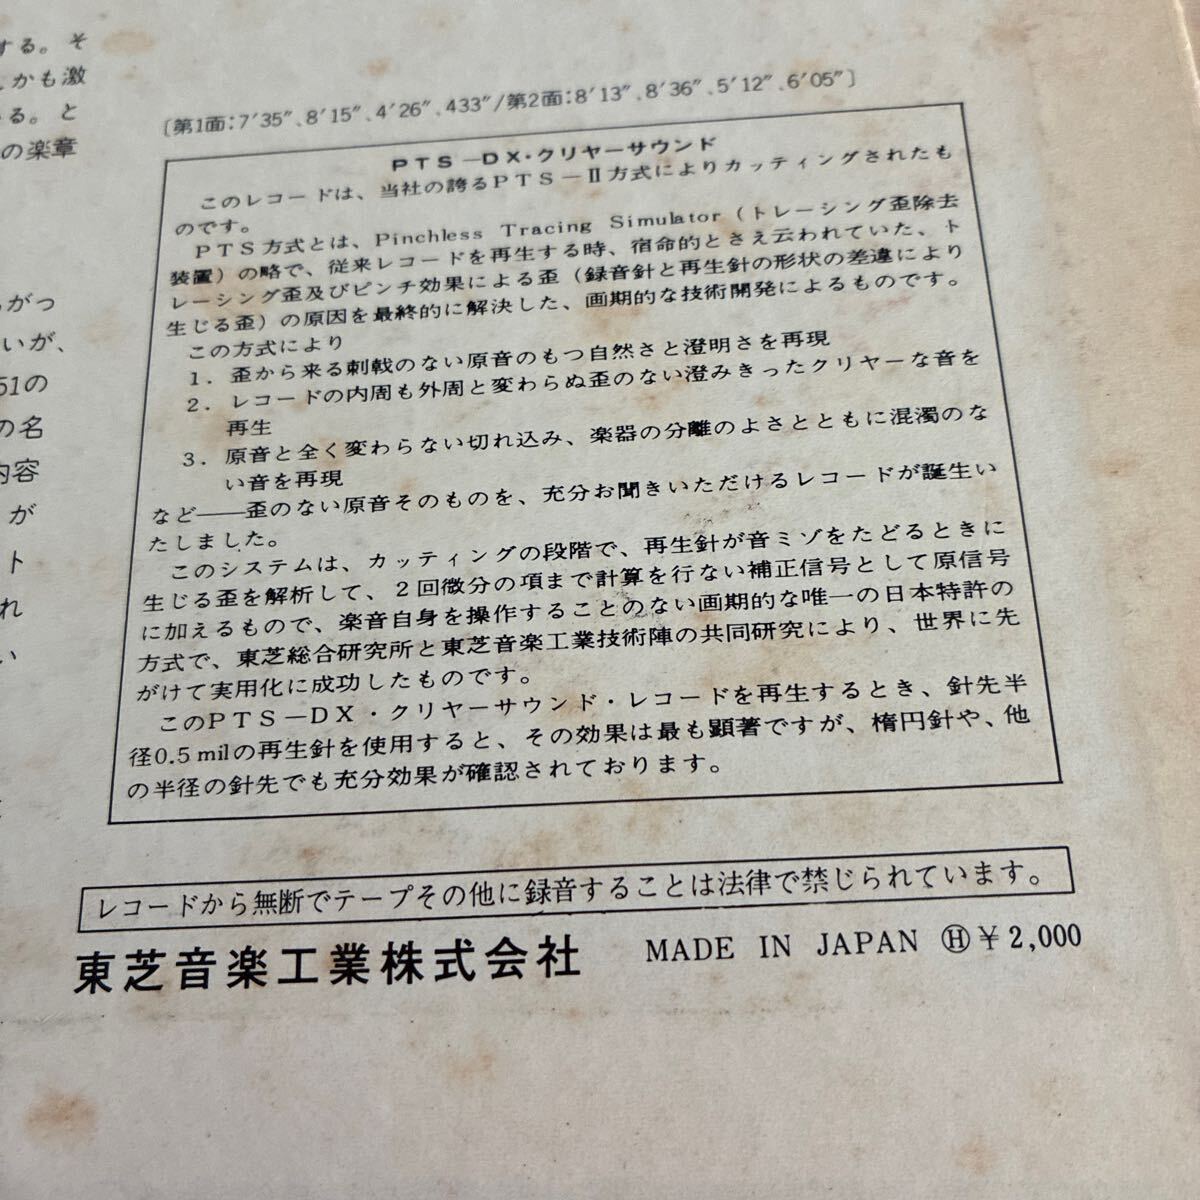 する。そ
しかも激
る。と
の楽章
がっ
いが、
51の
の名
内容
が
ト
れ
い
〔第1面：7′35″、8′15″、4′26″、433″/第2面：8′13″、8′36″、5′12″、6′05″〕
PTS－DX・クリヤーサウンド
このレコードは、当社の誇るPTS－Ⅱ方式によりカッティングされたも
のです。
PTS方式とは、Pinchless Tracing Simulator（トレーシング歪除去
装置）の略で、従来レコードを再生する時、宿命的とさえ云われていた、ト
レーシング歪及びピンチ効果による歪（録音針と再生針の形状の差違により
生じる歪）の原因を最終的に解決した、画期的な技術開発によるものです。
この方式により
1．歪から来る刺戟のない原音のもつ自然さと澄明さを再現
2．レコードの内周も外周と変わらぬ歪のない澄みきったクリヤーな音を
再生
3．原音と全く変わらない切れ込み、楽器の分離のよさとともに混濁のな
い音を再現
など――歪のない原音そのものを、充分お聞きいただけるレコードが誕生い
たしました。
このシステムは、カッティングの段階で、再生針が音ミゾをたどるときに
生じる歪を解析して、2回微分の項まで計算を行ない補正信号として原信号
に加えるもので、楽音自身を操作することのない画期的な唯一の日本特許の
方式で、東芝総合研究所と東芝音楽工業技術陣の共同研究により、世界に先
がけて実用化に成功したものです。
このPTS－DX・クリヤーサウンド・レコードを再生するとき、針先半
径0.5milの再生針を使用すると、その効果は最も顕著ですが、楕円針や、他
の半径の針先でも充分効果が確認されております。
レコードから無断でテープその他に録音することは法律で禁じられています。
東芝音楽工業株式会社 MADE IN JAPAN Ⓗ￥2,000